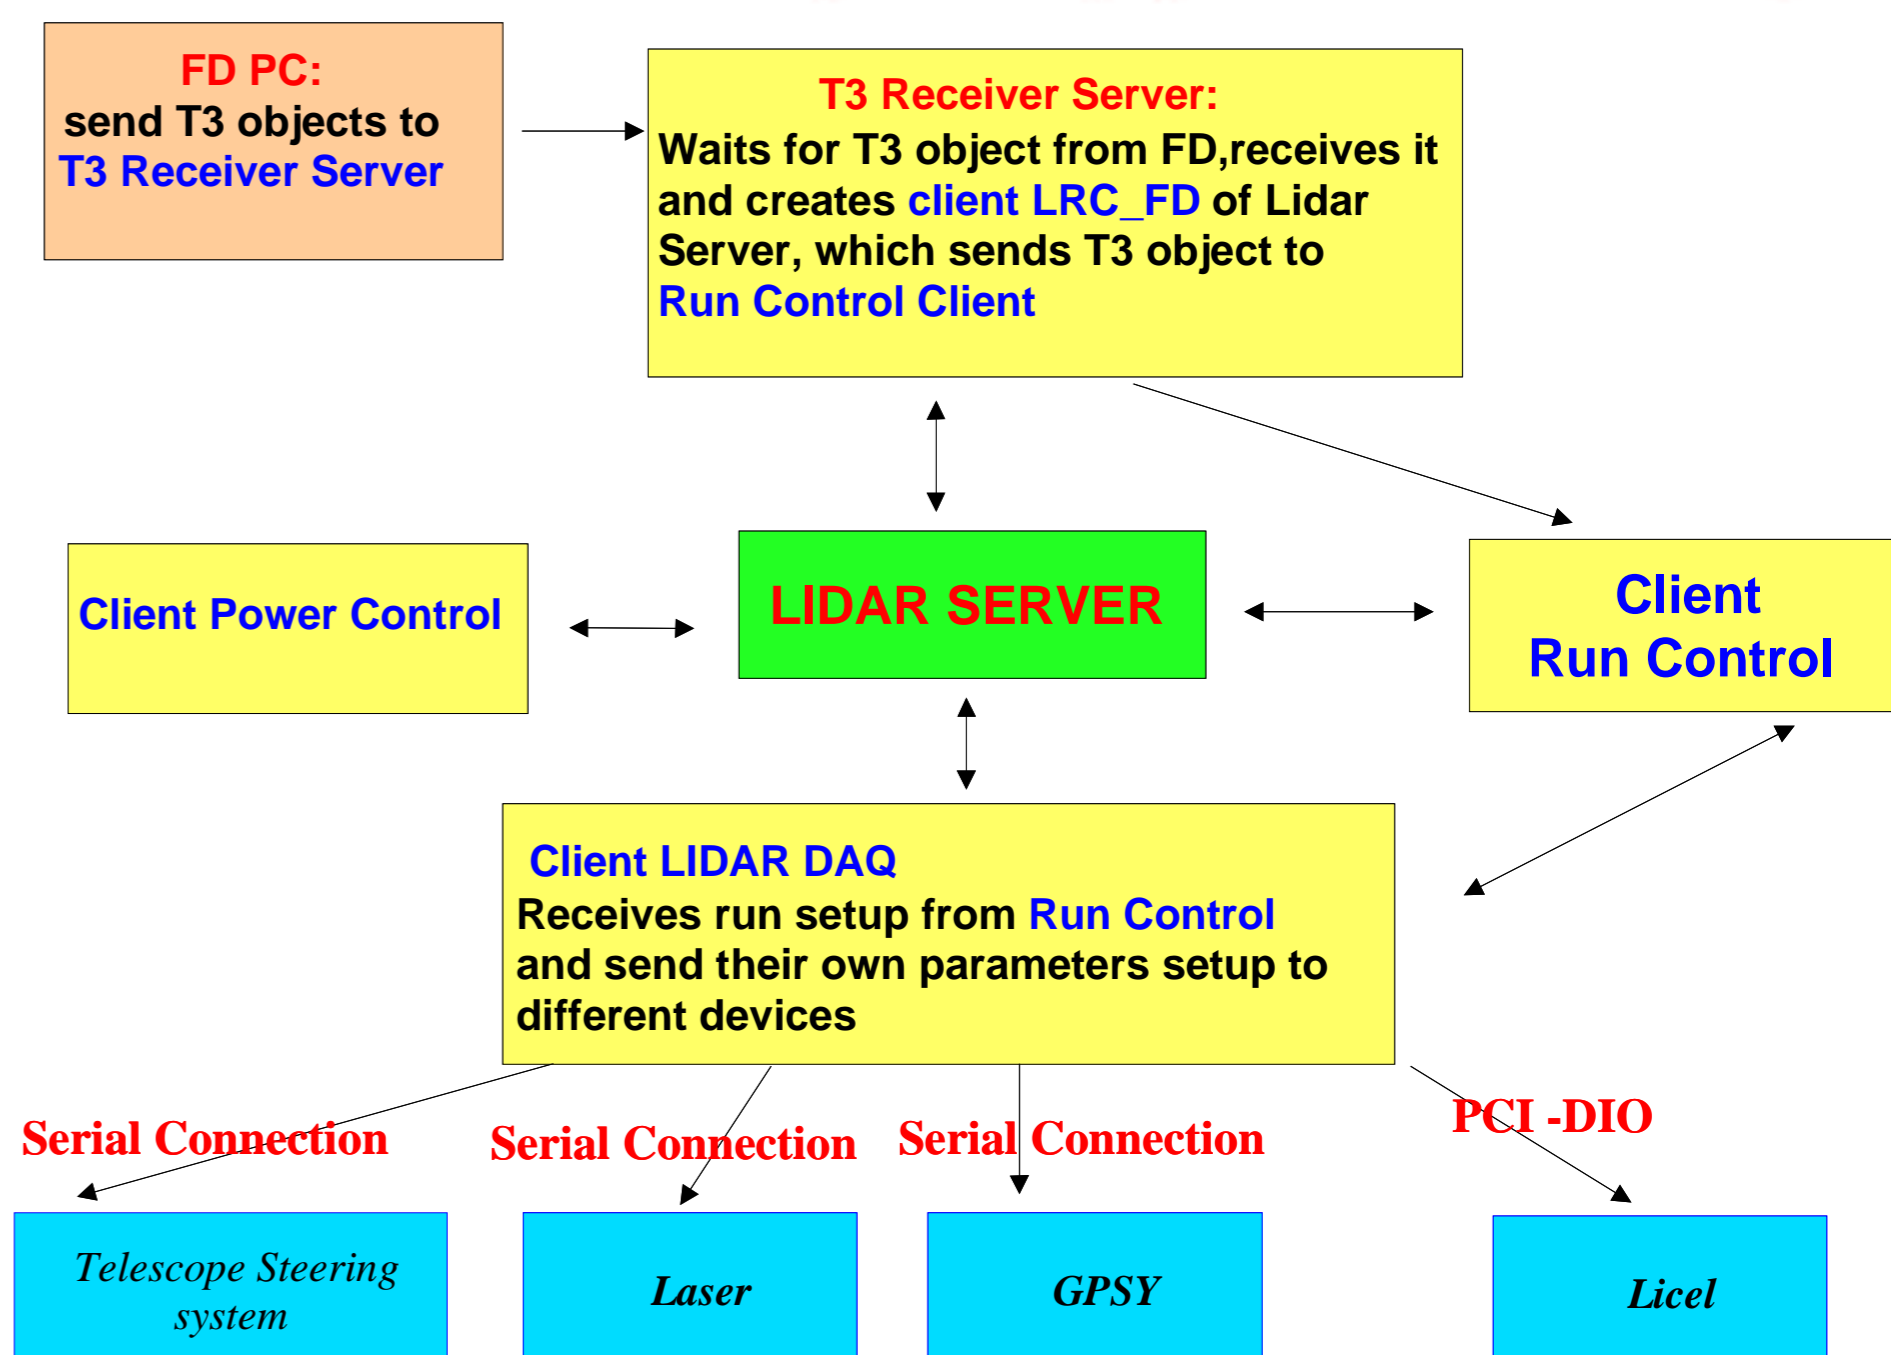 FD PC:
send T3 objects to
T3 Receiver Server
T3 Receiver Server:
Waits for T3 object from FD,receives it
and creates client LRC_FD of Lidar
Server, which sends T3 object to
Run Control Client
Client Power Control
LIDAR SERVER
Client
Run Control
Client LIDAR DAQ
Receives run setup from Run Control
and send their own parameters setup to
different devices
Serial Connection
Serial Connection
Serial Connection
PCI -DIO
Telescope Steering
system
Laser
GPSY
Licel